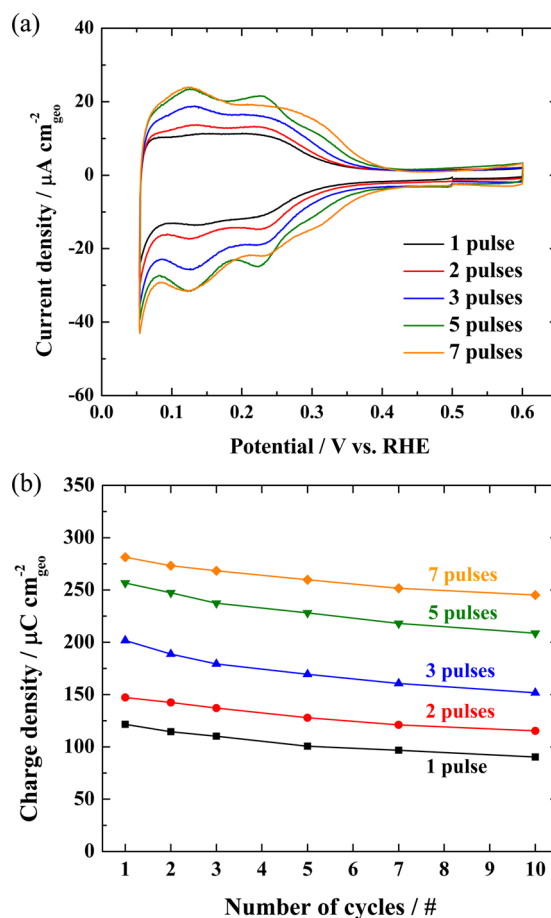 (a)
40
20
0
-20
-40
-60
Current density / μA cm⁻²geo
1 pulse
2 pulses
3 pulses
5 pulses
7 pulses
0.0 0.1 0.2 0.3 0.4 0.5 0.6
Potential / V vs. RHE
(b)
350
300
250
200
150
100
50
0
Charge density / μC cm⁻²geo
7 pulses
5 pulses
3 pulses
2 pulses
1 pulse
1 2 3 4 5 6 7 8 9 10
Number of cycles / #